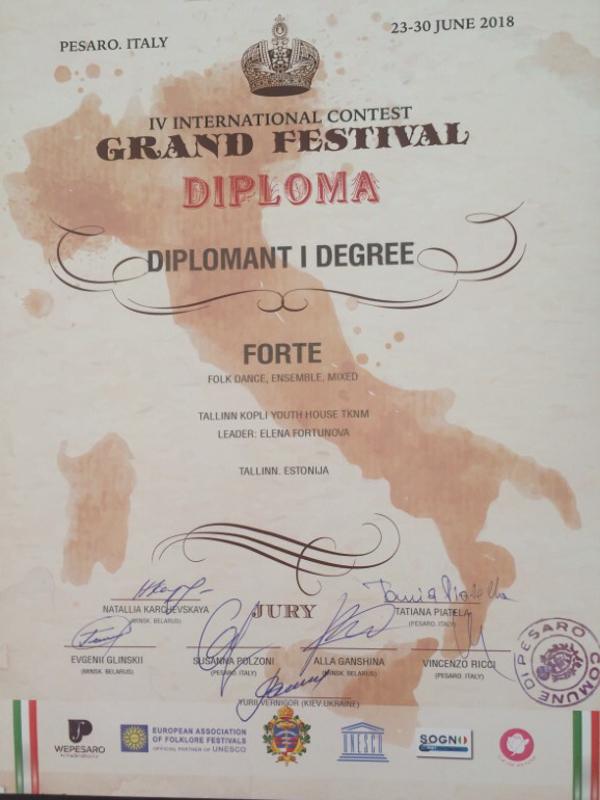 PESARO. ITALY
23-30 JUNE 2018
IV INTERNATIONAL CONTEST
GRAND FESTIVAL
DIPLOMA
DIPLOMANT I DEGREE
FORTE
FOLK DANCE, ENSEMBLE, MIXED
TALLINN KOPLI YOUTH HOUSE TKNM
LEADER: ELENA FORTUNOVA
TALLINN. ESTONIJA
JURY
NATALLIA KARCHEVSKAYA
(MINSK. BELARUS)
TATIANA PIATELA
(PESARO. ITALY)
EVGENII GLINSKII
(MINSK. BELARUS)
SUSANNA POLZONI
(PESARO. ITALY)
ALLA GANSHINA
(MINSK. BELARUS)
VINCENZO RICCI
(PESARO. ITALY)
YURII VERNIGOR (KIEV.UKRAINE)
COMUNE DI PESARO
WEPESARO
EUROPEAN ASSOCIATION
OF FOLKLORE FESTIVALS
OFFICIAL PARTNER OF UNESCO
UNESCO
SOGNO